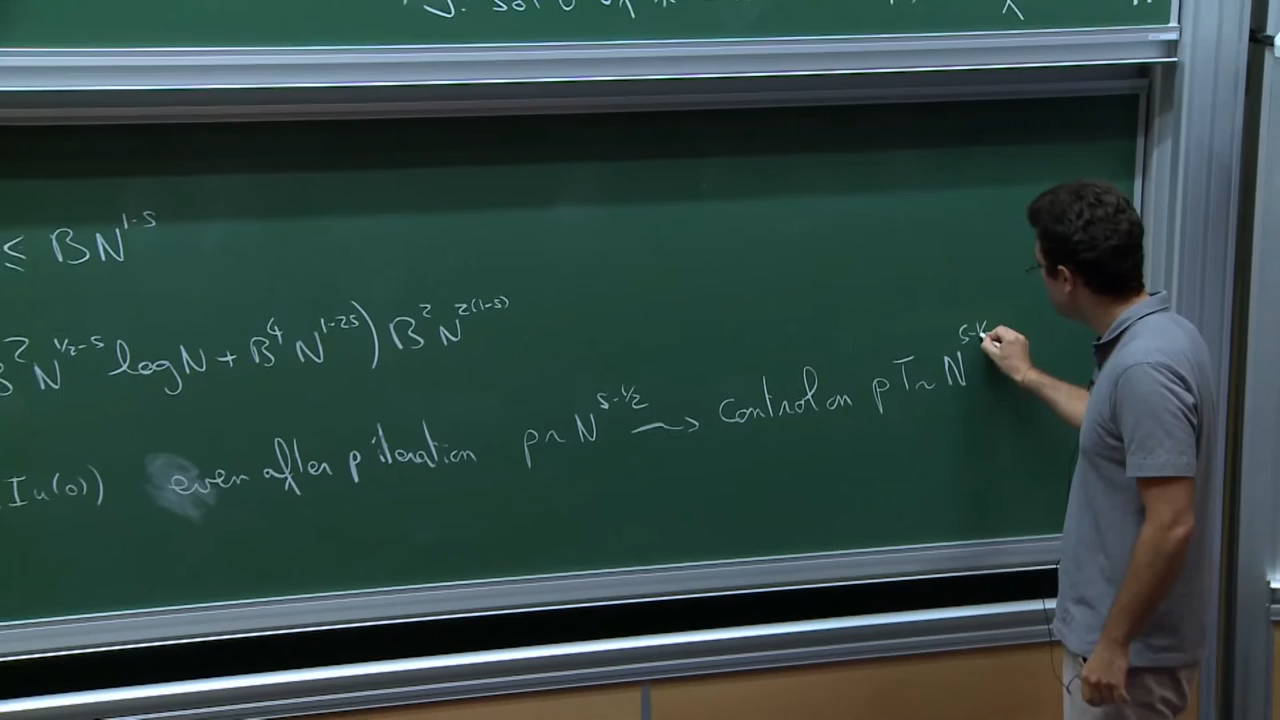 ≤ BN^{1-s}
^2 N^{1/2-s} log N + B^4 N^{1-2s}) B^2 N^{2(1-s)}
Iu(0)) even after p iteration p ~ N^{s-1/2} ⟶ control on pT ~ N^{s-1/